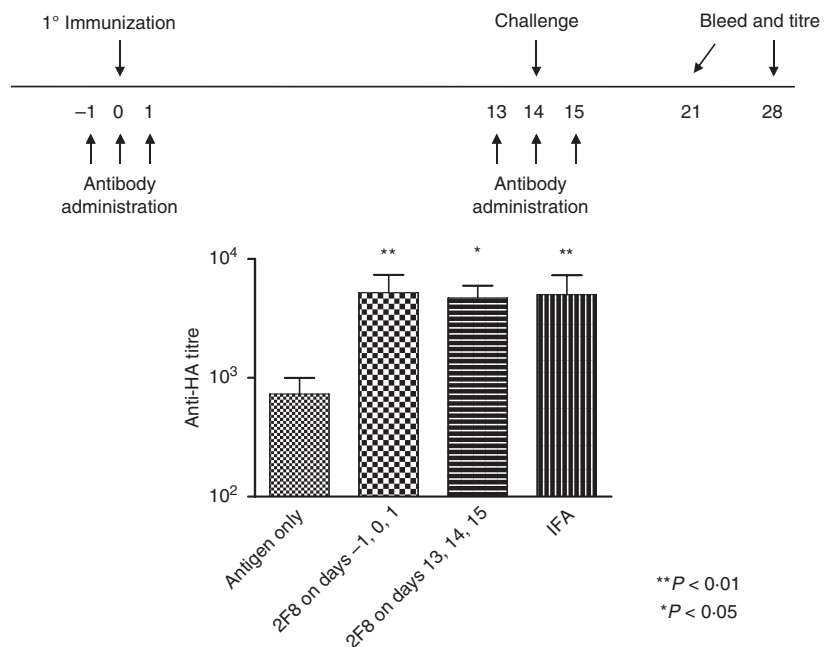 1° Immunization Challenge Bleed and titre
–1 0 1 13 14 15 21 28
Antibody administration
Antibody administration
10⁴
10³
10²
Anti-HA titre
** * **
Antigen only
2F8 on days –1, 0, 1
2F8 on days 13, 14, 15
IFA
**P < 0·01
*P < 0·05